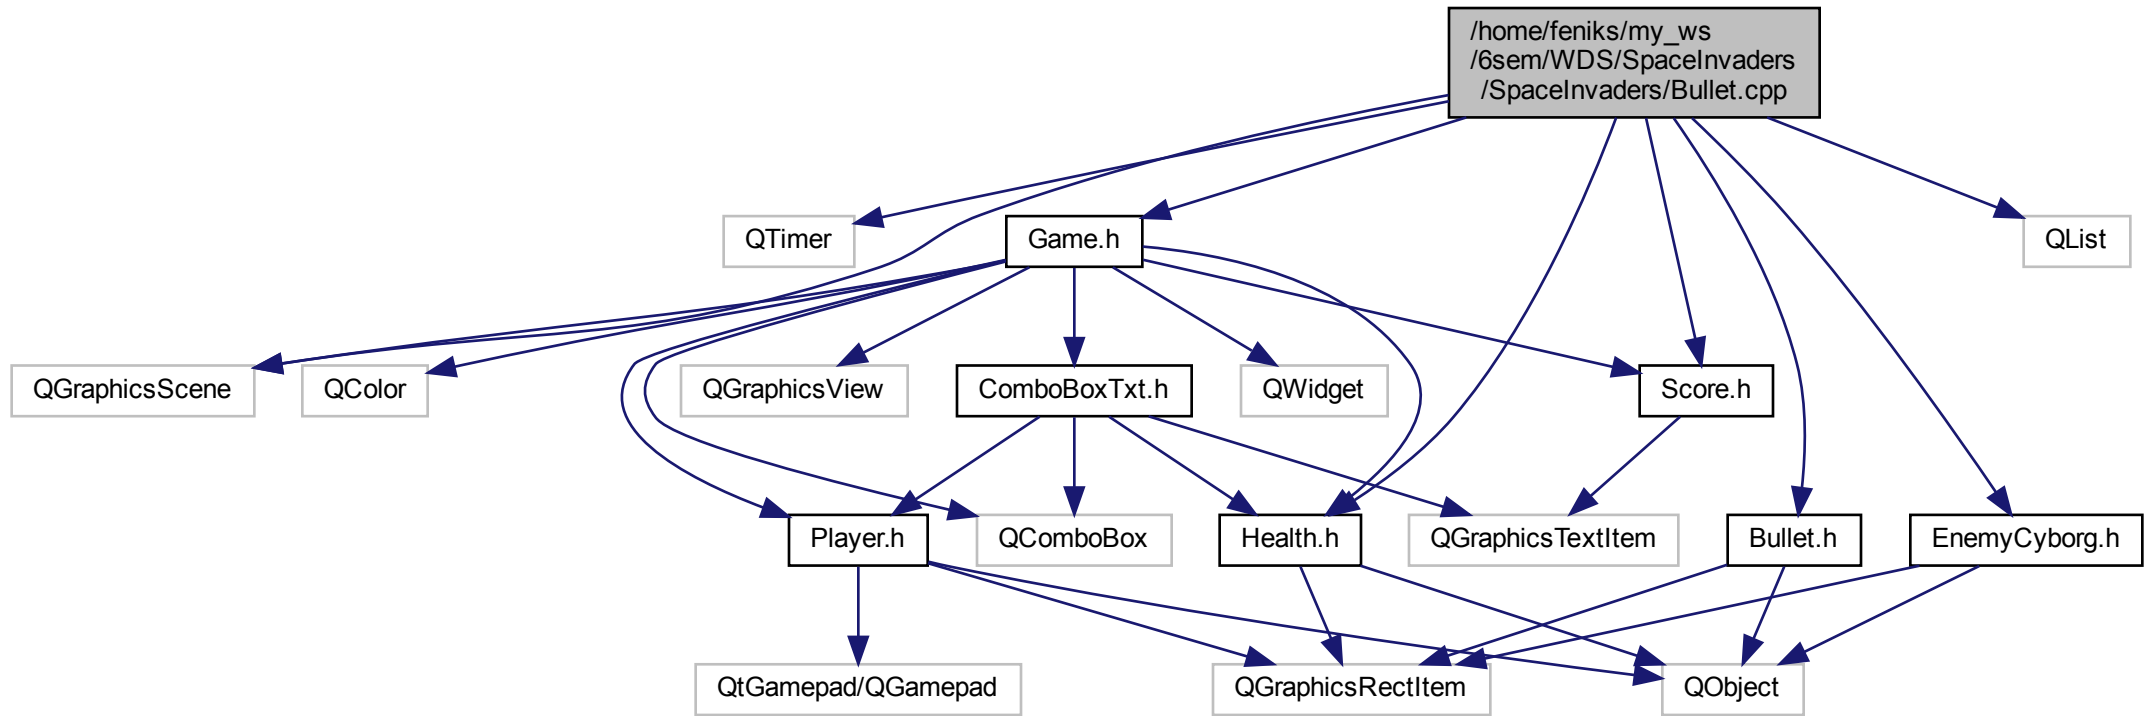 /home/feniks/my_ws
/6sem/WDS/SpaceInvaders
/SpaceInvaders/Bullet.cpp
QTimer
Game.h
QList
QGraphicsScene
QColor
QGraphicsView
ComboBoxTxt.h
QWidget
Score.h
Player.h
QComboBox
Health.h
QGraphicsTextItem
Bullet.h
EnemyCyborg.h
QtGamepad/QGamepad
QGraphicsRectItem
QObject